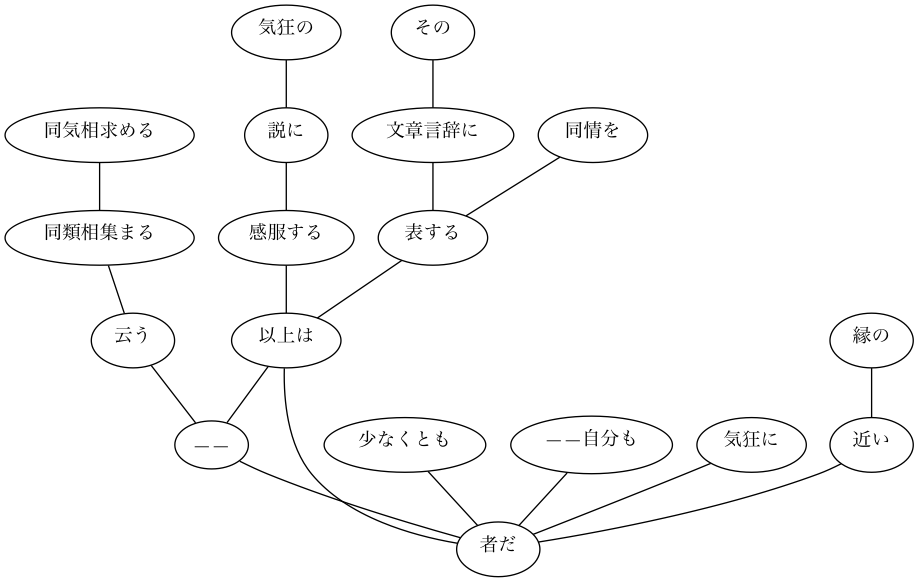 気狂の
その
同気相求める
説に
文章言辞に
同情を
同類相集まる
感服する
表する
云う
以上は
縁の
——
少なくとも
——自分も
気狂に
近い
者だ